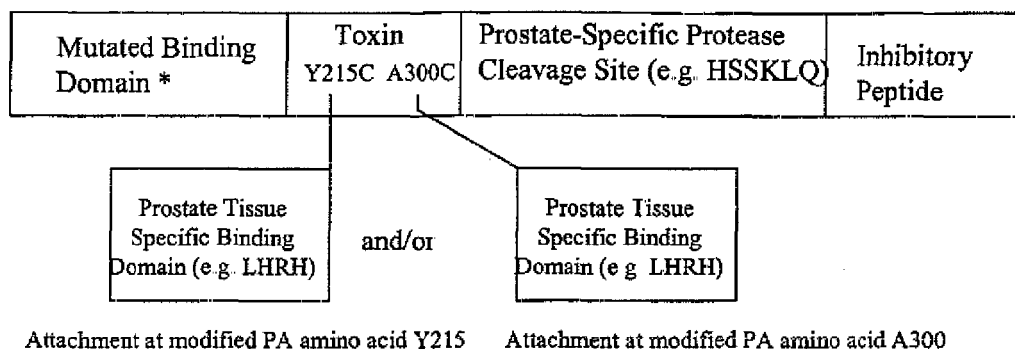 Mutated Binding
Domain *
Toxin
Y215C A300C
Prostate-Specific Protease
Cleavage Site (e.g. HSSKLQ)
Inhibitory
Peptide
Prostate Tissue
Specific Binding
Domain (e.g. LHRH)
and/or
Prostate Tissue
Specific Binding
Domain (e g LHRH)
Attachment at modified PA amino acid Y215
Attachment at modified PA amino acid A300